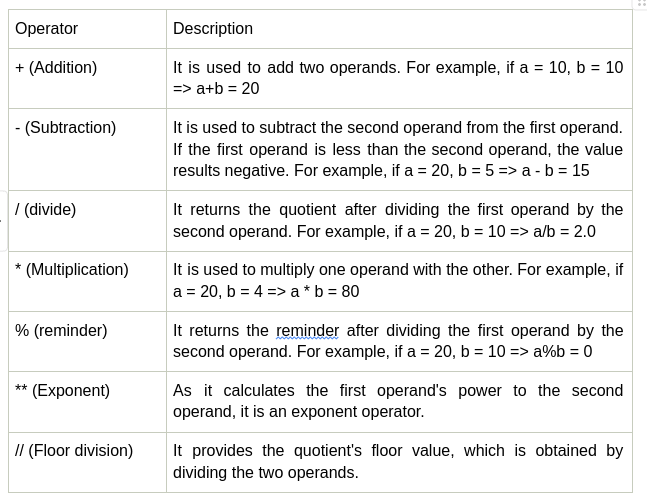 Operator Description
+ (Addition) It is used to add two operands. For example, if a = 10, b = 10
=> a+b = 20
- (Subtraction) It is used to subtract the second operand from the first operand.
If the first operand is less than the second operand, the value
results negative. For example, if a = 20, b = 5 => a - b = 15
/ (divide) It returns the quotient after dividing the first operand by the
second operand. For example, if a = 20, b = 10 => a/b = 2.0
* (Multiplication) It is used to multiply one operand with the other. For example, if
a = 20, b = 4 => a * b = 80
% (reminder) It returns the reminder after dividing the first operand by the
second operand. For example, if a = 20, b = 10 => a%b = 0
** (Exponent) As it calculates the first operand's power to the second
operand, it is an exponent operator.
// (Floor division) It provides the quotient's floor value, which is obtained by
dividing the two operands.